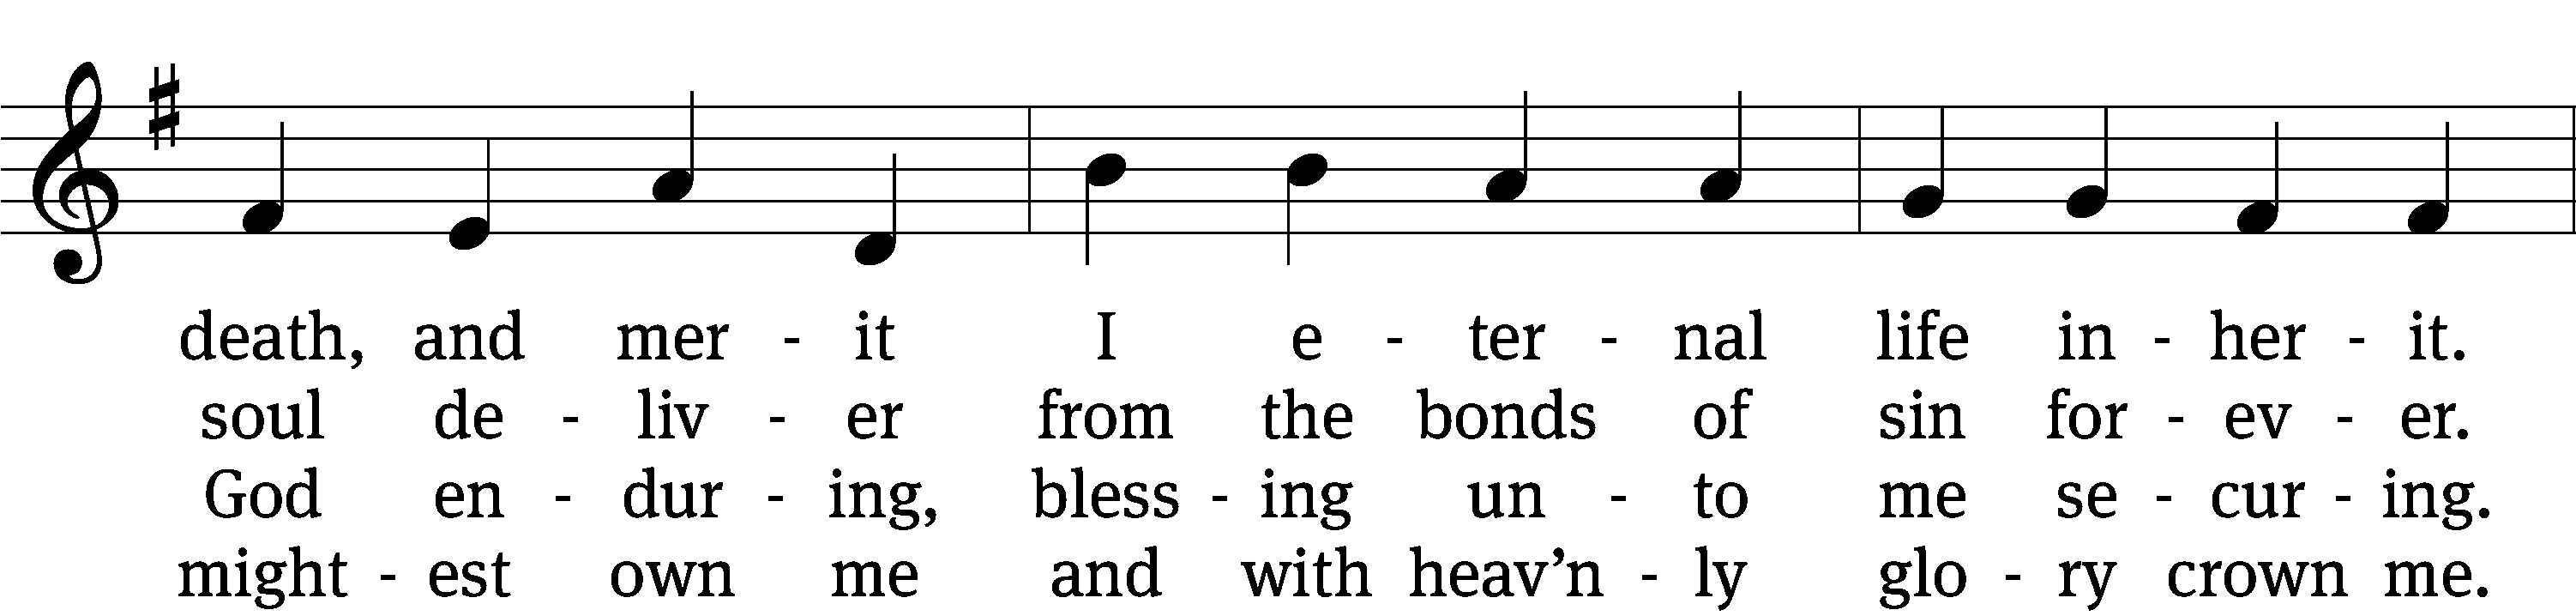 death, and mer - it I e - ter - nal life in - her - it.
soul de - liv - er from the bonds of sin for - ev - er.
God en - dur - ing, bless - ing un - to me se - cur - ing.
might - est own me and with heav’n - ly glo - ry crown me.